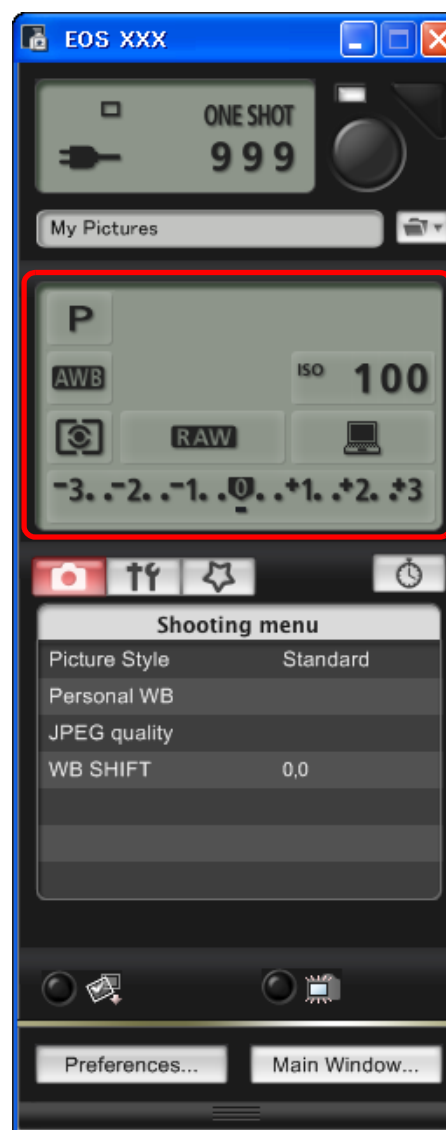 EOS XXX
ONE SHOT
999
My Pictures
P
AWB
ISO 100
RAW
-3. .-2. .-1. .0. .+1. .+2. .+3
Shooting menu
Picture Style Standard
Personal WB
JPEG quality
WB SHIFT 0,0
Preferences... Main Window...